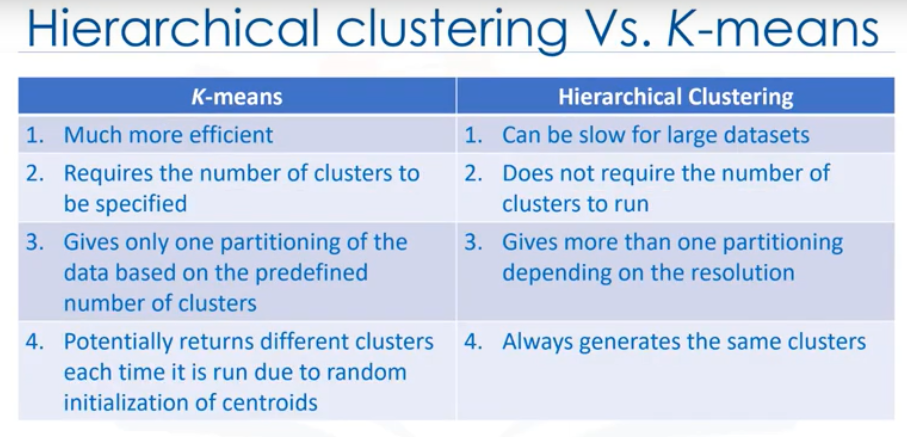 Hierarchical clustering Vs. K-means
K-means
Hierarchical Clustering
1. Much more efficient
1. Can be slow for large datasets
2. Requires the number of clusters to
be specified
2. Does not require the number of
clusters to run
3. Gives only one partitioning of the
data based on the predefined
number of clusters
3. Gives more than one partitioning
depending on the resolution
4. Potentially returns different clusters
each time it is run due to random
initialization of centroids
4. Always generates the same clusters